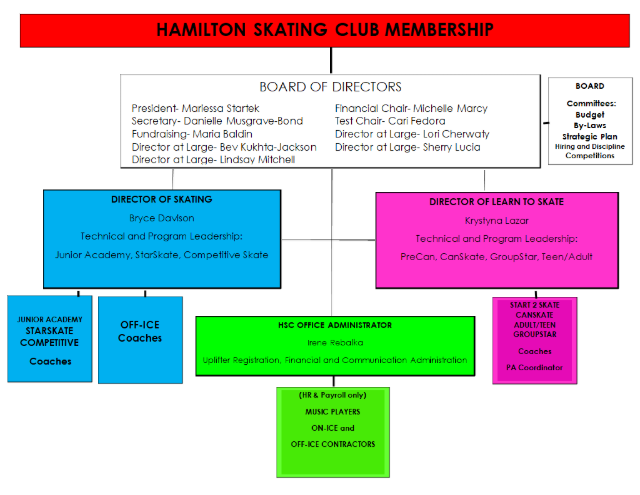 HAMILTON SKATING CLUB MEMBERSHIP
BOARD OF DIRECTORS
President- Mariessa Startek
Secretary- Danielle Musgrave-Bond
Fundraising- Maria Baldin
Director at Large- Bev Kukhta-Jackson
Director at Large- Lindsay Mitchell
Financial Chair- Michelle Marcy
Test Chair- Cari Fedora
Director at Large- Lori Cherwaty
Director at Large- Sherry Lucia
BOARD
Committees:
Budget
By-Laws
Strategic Plan
Hiring and Discipline
Competitions
DIRECTOR OF SKATING
Bryce Davison
Technical and Program Leadership:
Junior Academy, StarSkate, Competitive Skate
DIRECTOR OF LEARN TO SKATE
Krystyna Lazar
Technical and Program Leadership:
PreCan, CanSkate, GroupStar, Teen/Adult
JUNIOR ACADEMY
STARSKATE
COMPETITIVE
Coaches
OFF-ICE
Coaches
HSC OFFICE ADMINISTRATOR
Irene Rebalka
Uplifter Registration, Financial and Communication Administration
START 2 SKATE
CANSKATE
ADULT/TEEN
GROUPSTAR
Coaches
PA Coordinator
(HR & Payroll only)
MUSIC PLAYERS
ON-ICE and
OFF-ICE CONTRACTORS